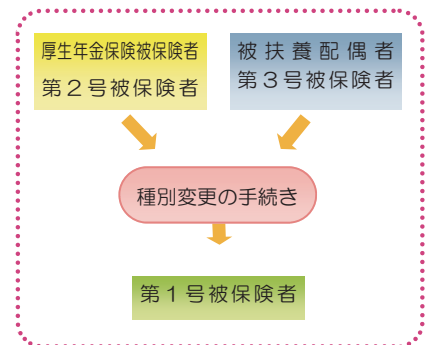 厚生年金保険被保険者
第２号被保険者
被扶養配偶者
第３号被保険者
種別変更の手続き
第１号被保険者